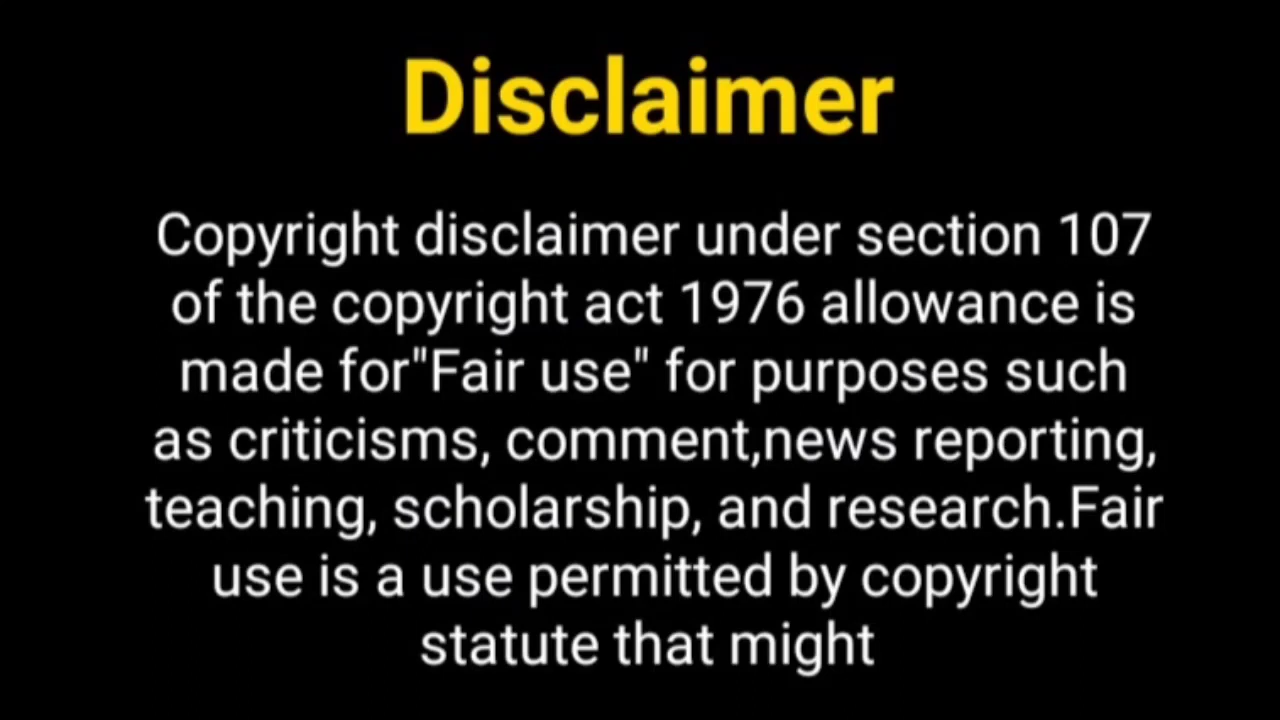 Disclaimer
Copyright disclaimer under section 107
of the copyright act 1976 allowance is
made for"Fair use" for purposes such
as criticisms, comment,news reporting,
teaching, scholarship, and research.Fair
use is a use permitted by copyright
statute that might